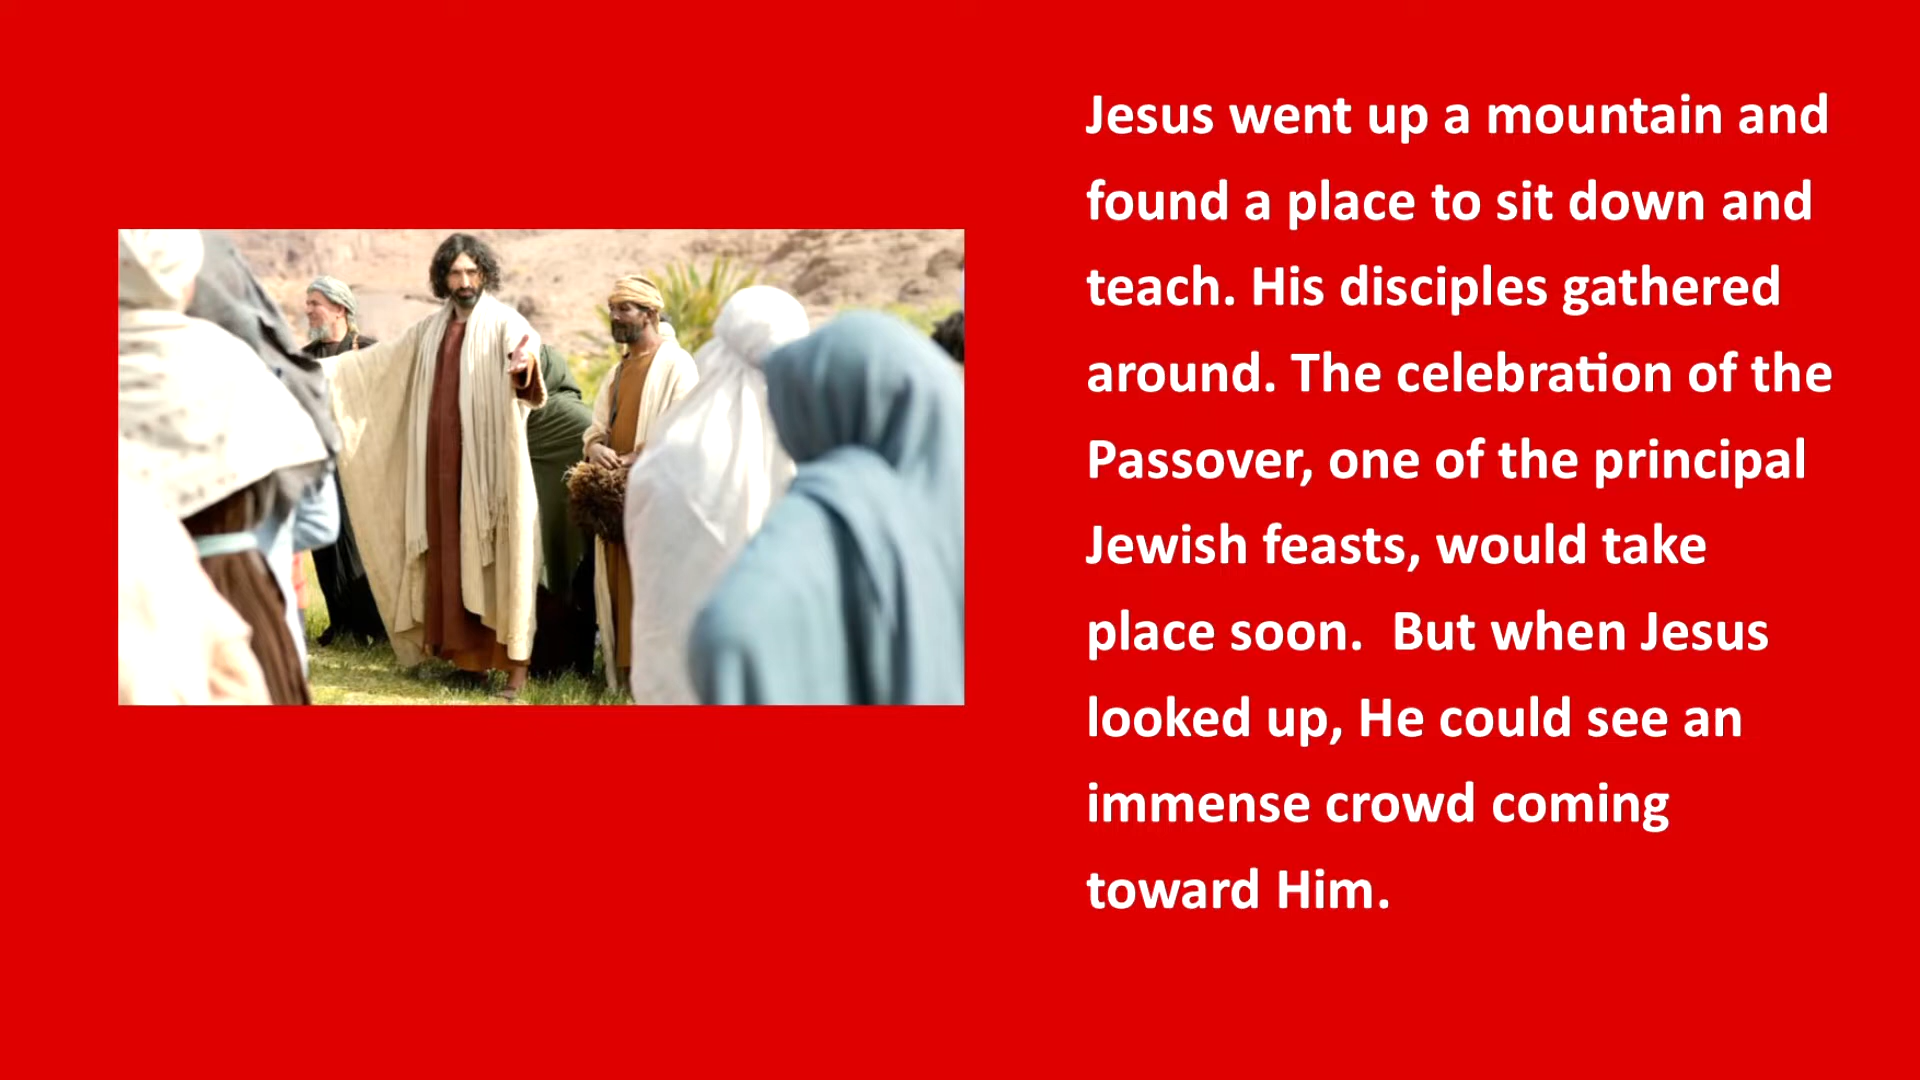 Jesus went up a mountain and
found a place to sit down and
teach. His disciples gathered
around. The celebration of the
Passover, one of the principal
Jewish feasts, would take
place soon.  But when Jesus
looked up, He could see an
immense crowd coming
toward Him.